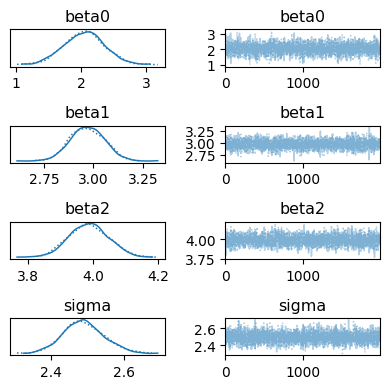 beta0 beta0
3
2
1
1 2 3 0 1000
beta1 beta1
3.25
3.00
2.75
2.75 3.00 3.25 0 1000
beta2 beta2
4.00
3.75
3.8 4.0 4.2 0 1000
sigma sigma
2.6
2.4
2.4 2.6 0 1000